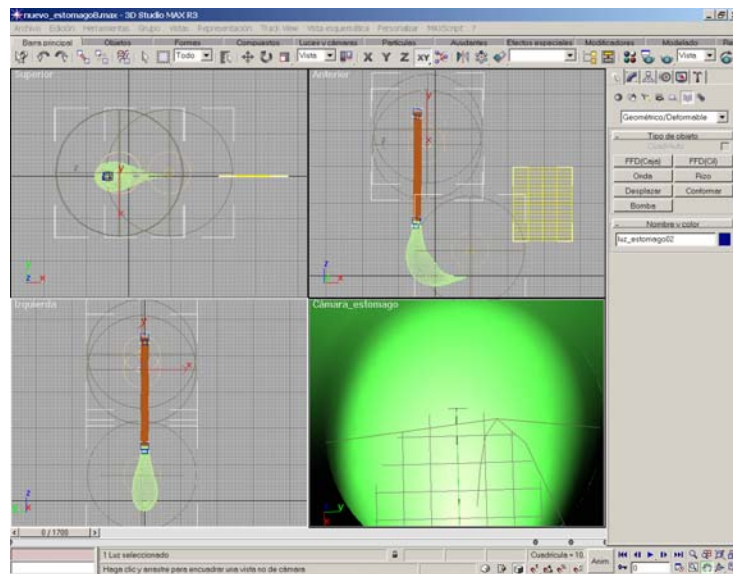 nuevo_estomago8.max - 3D Studio MAX R3
Archivo Edición Herramientas Grupo Vistas Representación Track View Vista esquemática Personalizar MAXScript ?
Barra principal Objetos Formas Compuestos Luces y cámaras Partículas Ayudantes Efectos especiales Modificadores Modelado
Todo Vista X Y Z XY Vista
Superior
Anterior
Izquierda
Cámara_estomago
Geométrico/Deformable
Tipo de objeto
Cuadrícula
FFD(Caja) FFD(Cil)
Onda Rizo
Desplazar Conformar
Bomba
Nombre y color
luz_estomago02
0 / 1700
1 Luz seleccionado
Cuadrícula = 10.
Anim.
0
Haga clic y arrastre para encuadrar una vista no de cámara